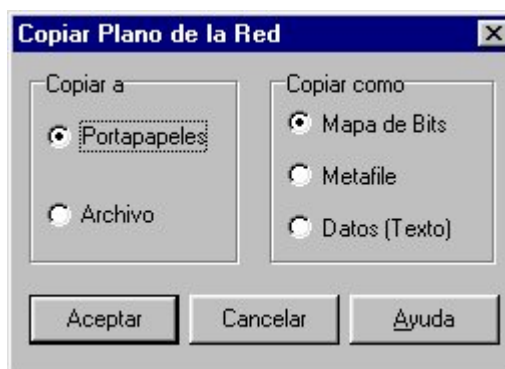 Copiar Plano de la Red
Copiar a
Portapapeles
Archivo
Copiar como
Mapa de Bits
Metafile
Datos (Texto)
Aceptar
Cancelar
Ayuda